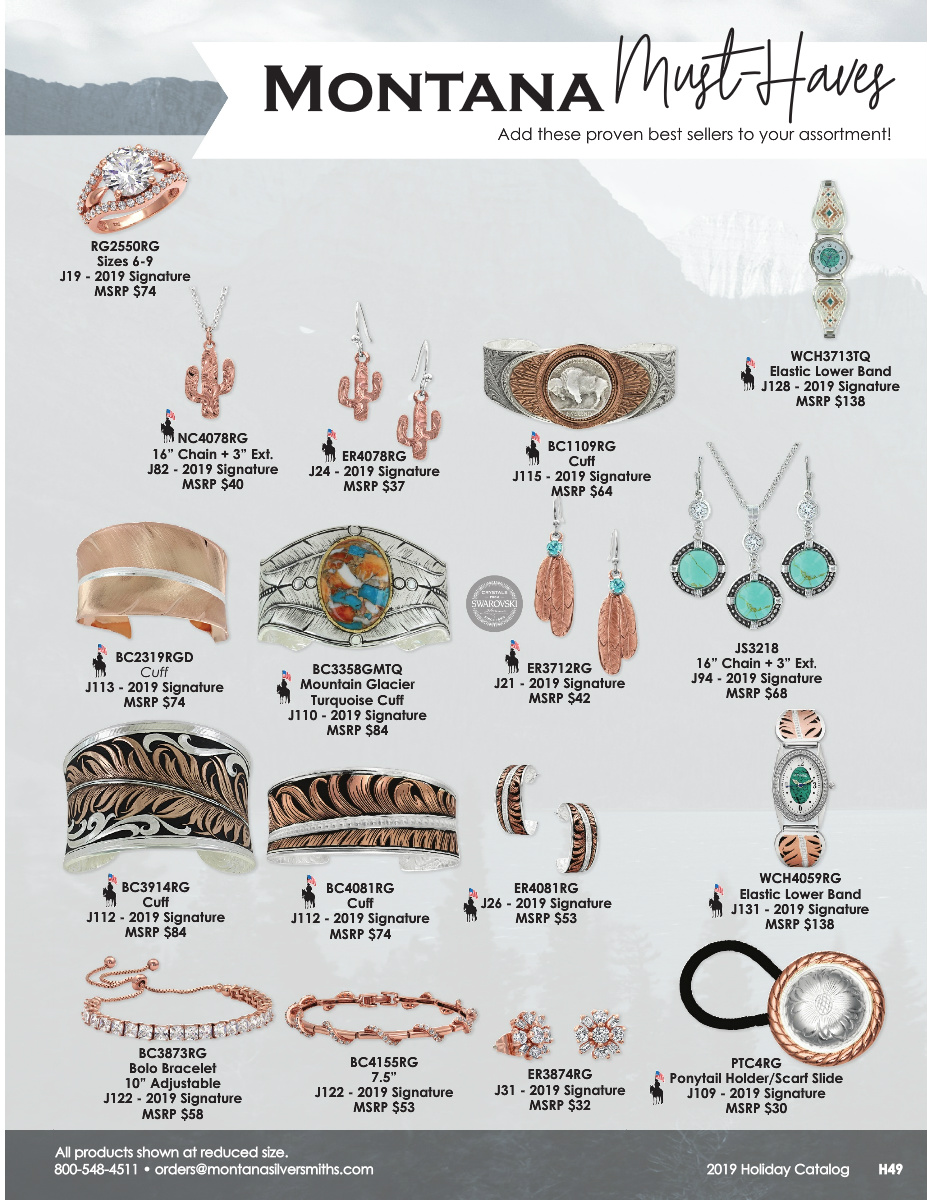 MONTANA Must-Haves
Add these proven best sellers to your assortment!
RG2550RG
Sizes 6-9
J19 - 2019 Signature
MSRP $74
WCH3713TQ
Elastic Lower Band
J128 - 2019 Signature
MSRP $138
NC4078RG
16” Chain + 3” Ext.
J82 - 2019 Signature
MSRP $40
ER4078RG
J24 - 2019 Signature
MSRP $37
BC1109RG
Cuff
J115 - 2019 Signature
MSRP $64
BC2319RGD
Cuff
J113 - 2019 Signature
MSRP $74
BC3358GMTQ
Mountain Glacier
Turquoise Cuff
J110 - 2019 Signature
MSRP $84
CRYSTALS
FROM
SWAROVSKI
ER3712RG
J21 - 2019 Signature
MSRP $42
JS3218
16” Chain + 3” Ext.
J94 - 2019 Signature
MSRP $68
BC3914RG
Cuff
J112 - 2019 Signature
MSRP $84
BC4081RG
Cuff
J112 - 2019 Signature
MSRP $74
ER4081RG
J26 - 2019 Signature
MSRP $53
WCH4059RG
Elastic Lower Band
J131 - 2019 Signature
MSRP $138
BC3873RG
Bolo Bracelet
10” Adjustable
J122 - 2019 Signature
MSRP $58
BC4155RG
7.5”
J122 - 2019 Signature
MSRP $53
ER3874RG
J31 - 2019 Signature
MSRP $32
PTC4RG
Ponytail Holder/Scarf Slide
J109 - 2019 Signature
MSRP $30
All products shown at reduced size.
800-548-4511 • orders@montanasilversmiths.com
2019 Holiday Catalog H49